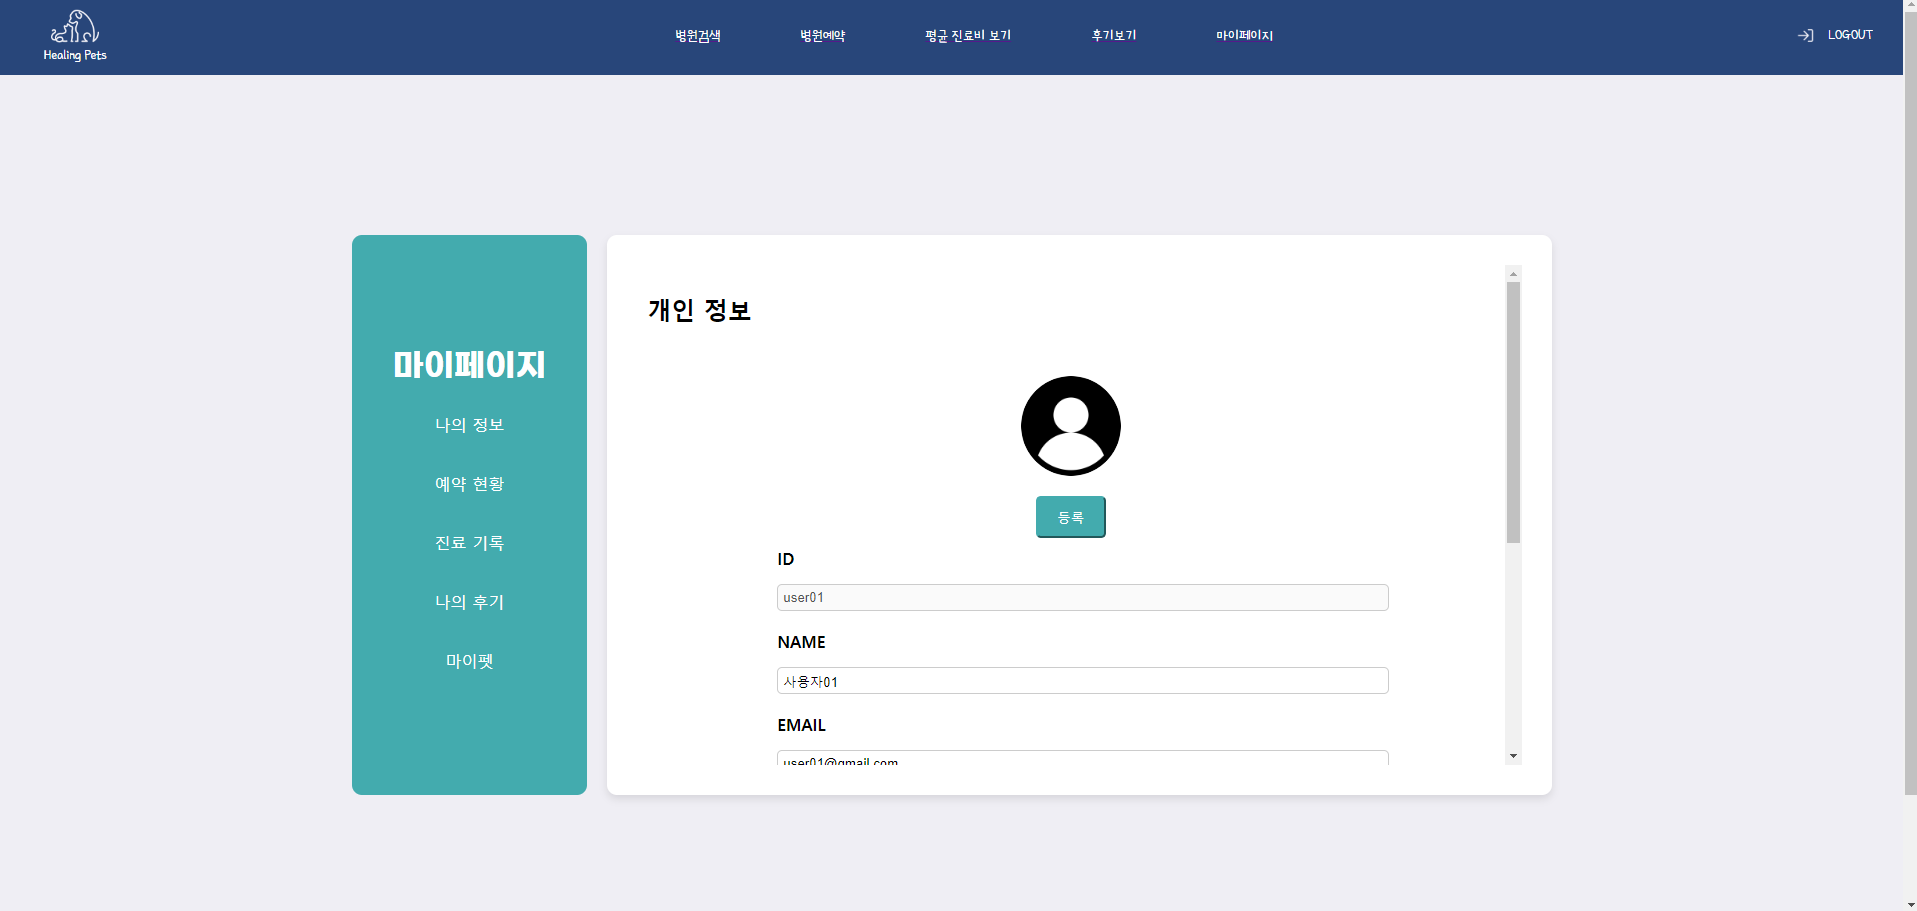 Healing Pets
병원검색
병원예약
평균 진료비 보기
후기보기
마이페이지
LOGOUT
마이페이지
나의 정보
예약 현황
진료 기록
나의 후기
마이펫
개인 정보
등록
ID
user01
NAME
사용자01
EMAIL
user01@gmail.com